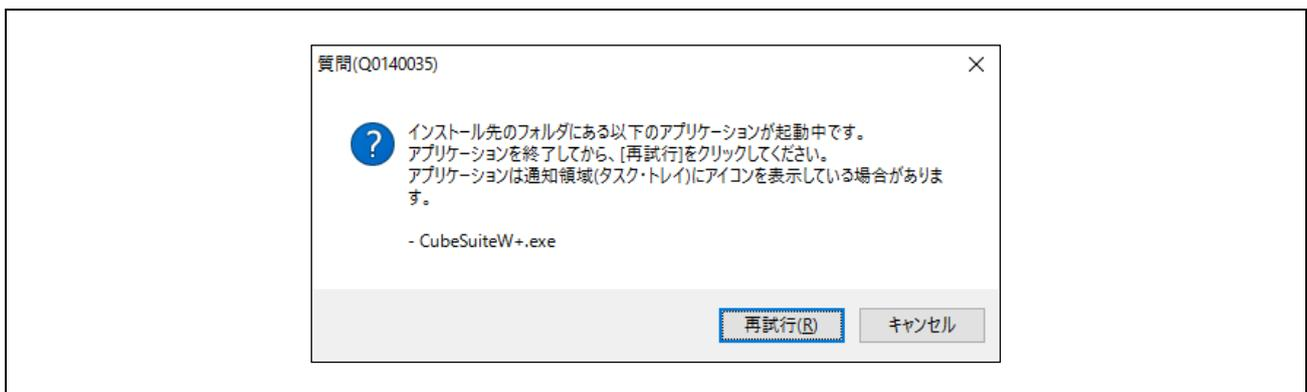 質問(Q0140035)
インストール先のフォルダにある以下のアプリケーションが起動中です。
アプリケーションを終了してから、[再試行]をクリックしてください。
アプリケーションは通知領域(タスク・トレイ)にアイコンを表示している場合がありま
す。
- CubeSuiteW+.exe
再試行(R)
キャンセル